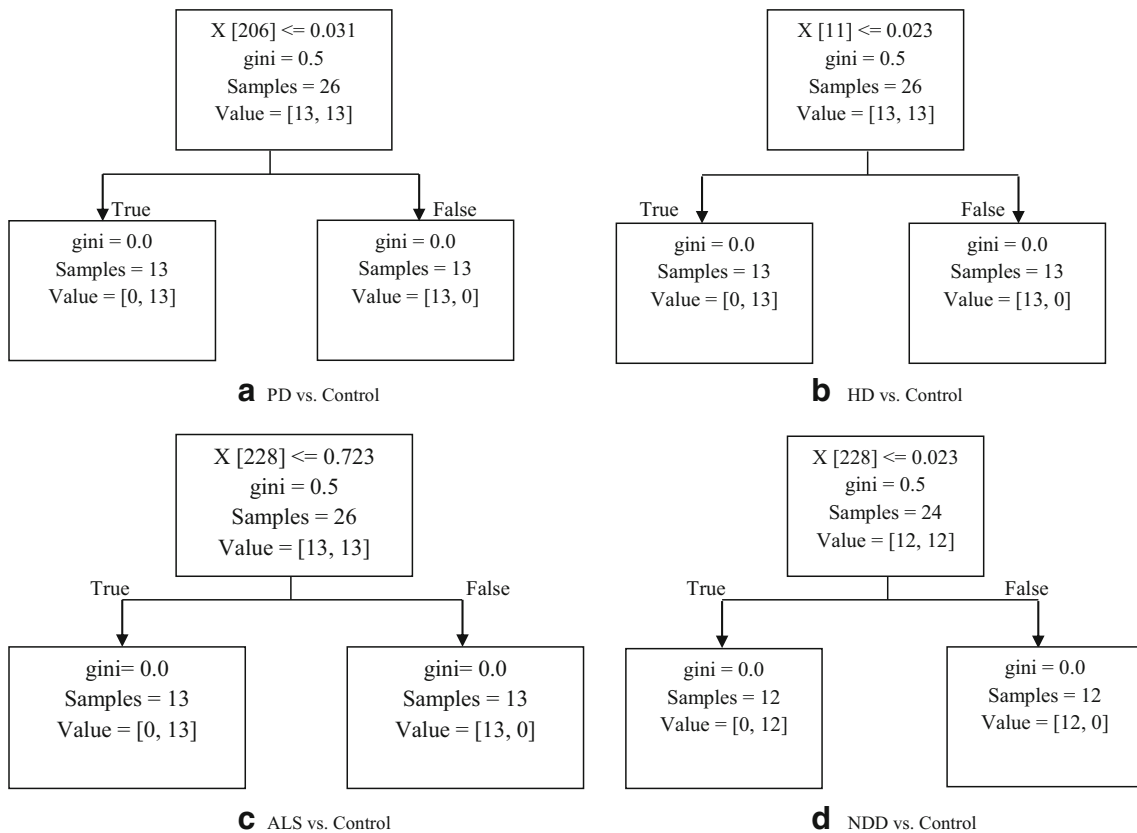 X [206] <= 0.031
gini = 0.5
Samples = 26
Value = [13, 13]
True
False
gini = 0.0
Samples = 13
Value = [0, 13]
gini = 0.0
Samples = 13
Value = [13, 0]
a PD vs. Control
X [11] <= 0.023
gini = 0.5
Samples = 26
Value = [13, 13]
True
False
gini = 0.0
Samples = 13
Value = [0, 13]
gini = 0.0
Samples = 13
Value = [13, 0]
b HD vs. Control
X [228] <= 0.723
gini = 0.5
Samples = 26
Value = [13, 13]
True
False
gini= 0.0
Samples = 13
Value = [0, 13]
gini= 0.0
Samples = 13
Value = [13, 0]
c ALS vs. Control
X [228] <= 0.023
gini = 0.5
Samples = 24
Value = [12, 12]
True
False
gini = 0.0
Samples = 12
Value = [0, 12]
gini = 0.0
Samples = 12
Value = [12, 0]
d NDD vs. Control